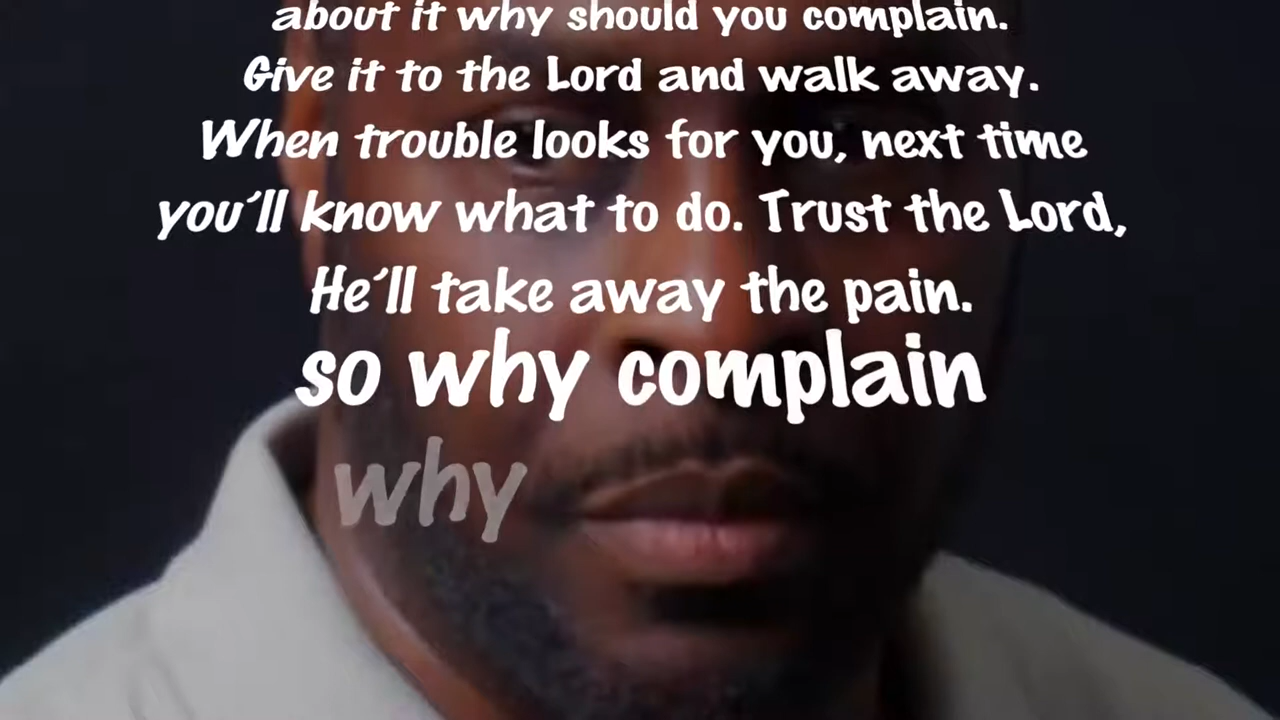 about it why should you complain.
Give it to the Lord and walk away.
When trouble looks for you, next time
you'll know what to do. Trust the Lord,
He'll take away the pain.
so why complain
why